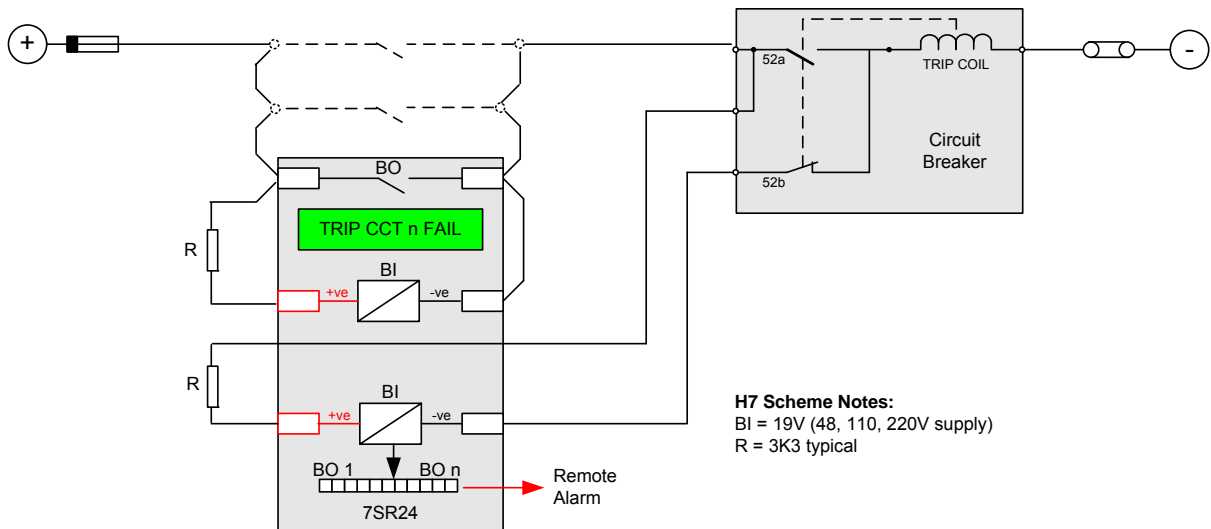 +
-
52a
TRIP COIL
Circuit
Breaker
52b
BO
TRIP CCT n FAIL
R
BI
+ve
-ve
R
BI
+ve
-ve
BO 1
BO n
Remote
Alarm
7SR24
H7 Scheme Notes:
BI = 19V (48, 110, 220V supply)
R = 3K3 typical